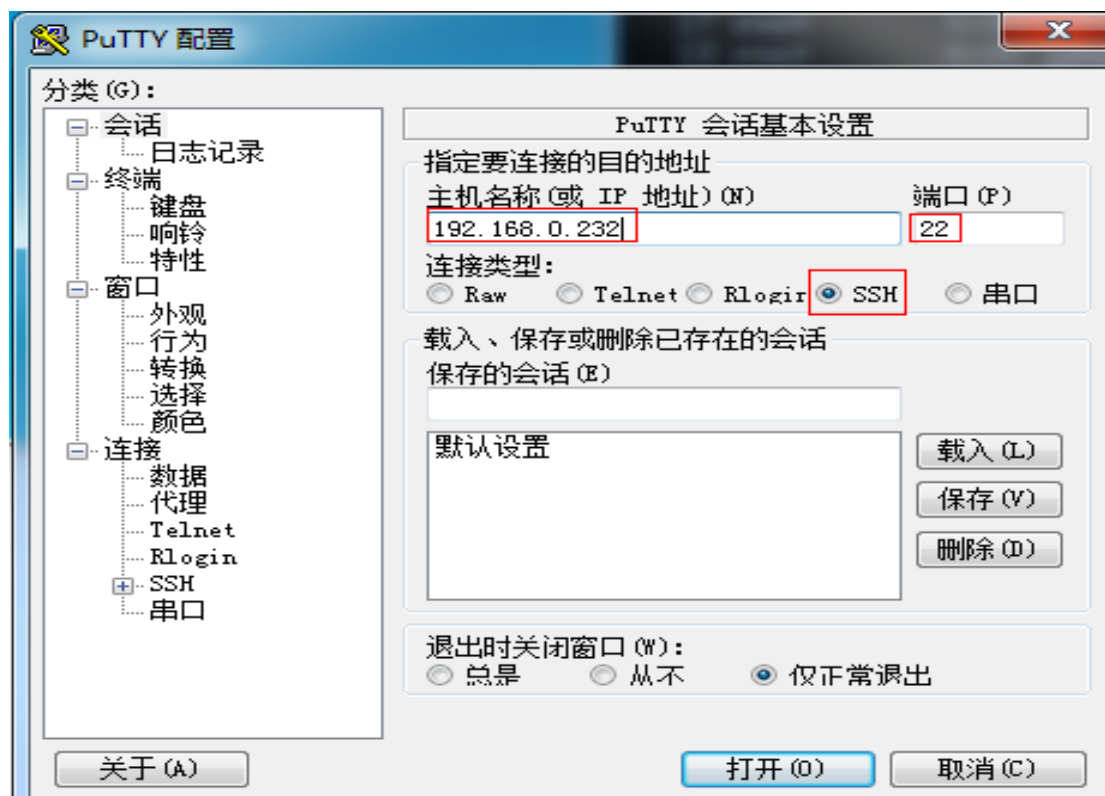 PuTTY 配置
分类(G):
会话
日志记录
终端
键盘
响铃
特性
窗口
外观
行为
转换
选择
颜色
连接
数据
代理
Telnet
Rlogin
SSH
串口
PuTTY 会话基本设置
指定要连接的目的地址
主机名称(或 IP 地址)(N) 端口(P)
192.168.0.232 22
连接类型:
Raw Telnet Rlogin SSH 串口
载入、保存或删除已存在的会话
保存的会话(E)
默认设置
载入(L)
保存(V)
删除(D)
退出时关闭窗口(W):
总是 从不 仅正常退出
关于(A) 打开(O) 取消(C)